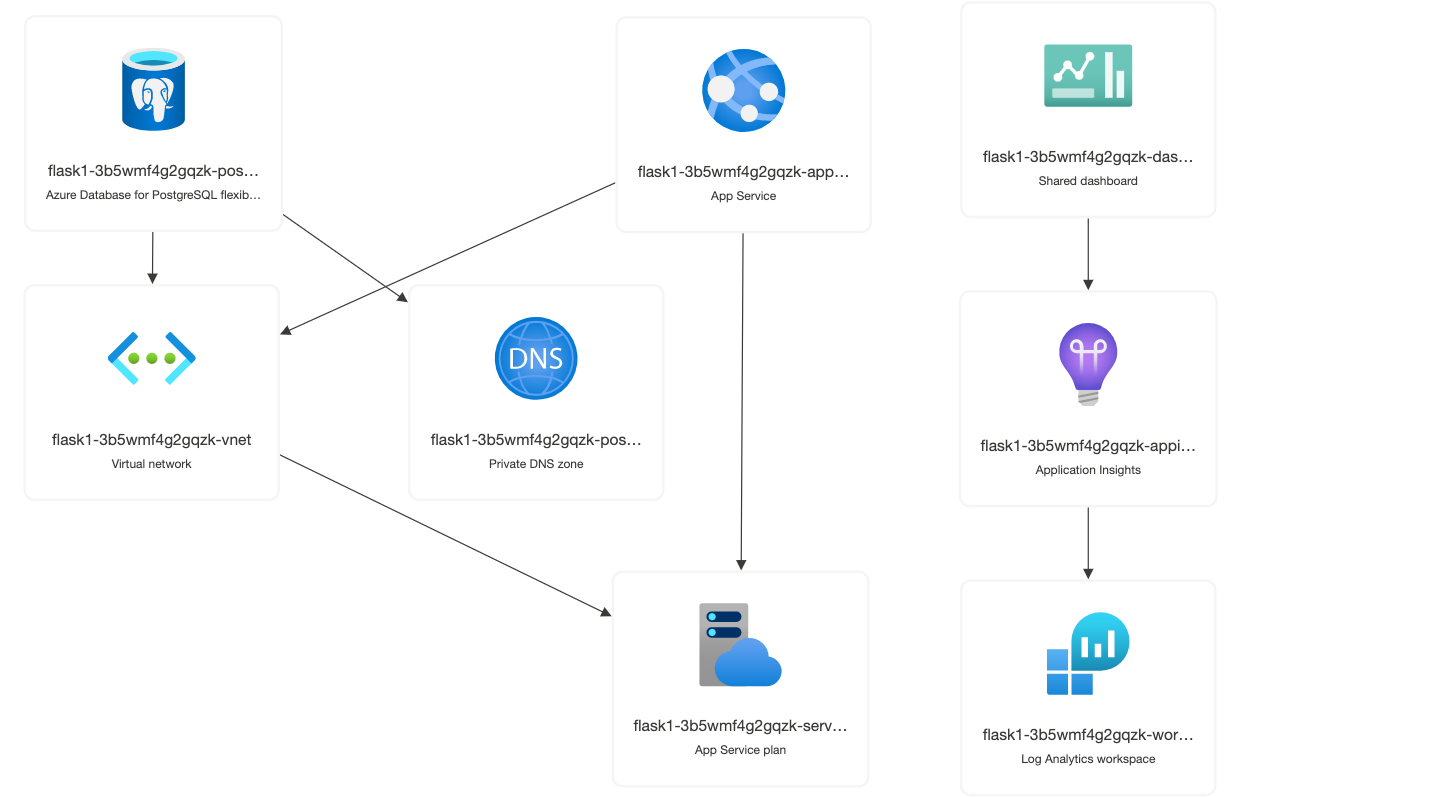 flask1-3b5wmf4g2gqzk-pos...
Azure Database for PostgreSQL flexib...
flask1-3b5wmf4g2gqzk-app...
App Service
flask1-3b5wmf4g2gqzk-das...
Shared dashboard
DNS
flask1-3b5wmf4g2gqzk-vnet
Virtual network
flask1-3b5wmf4g2gqzk-pos...
Private DNS zone
flask1-3b5wmf4g2gqzk-appi...
Application Insights
flask1-3b5wmf4g2gqzk-serv...
App Service plan
flask1-3b5wmf4g2gqzk-wor...
Log Analytics workspace